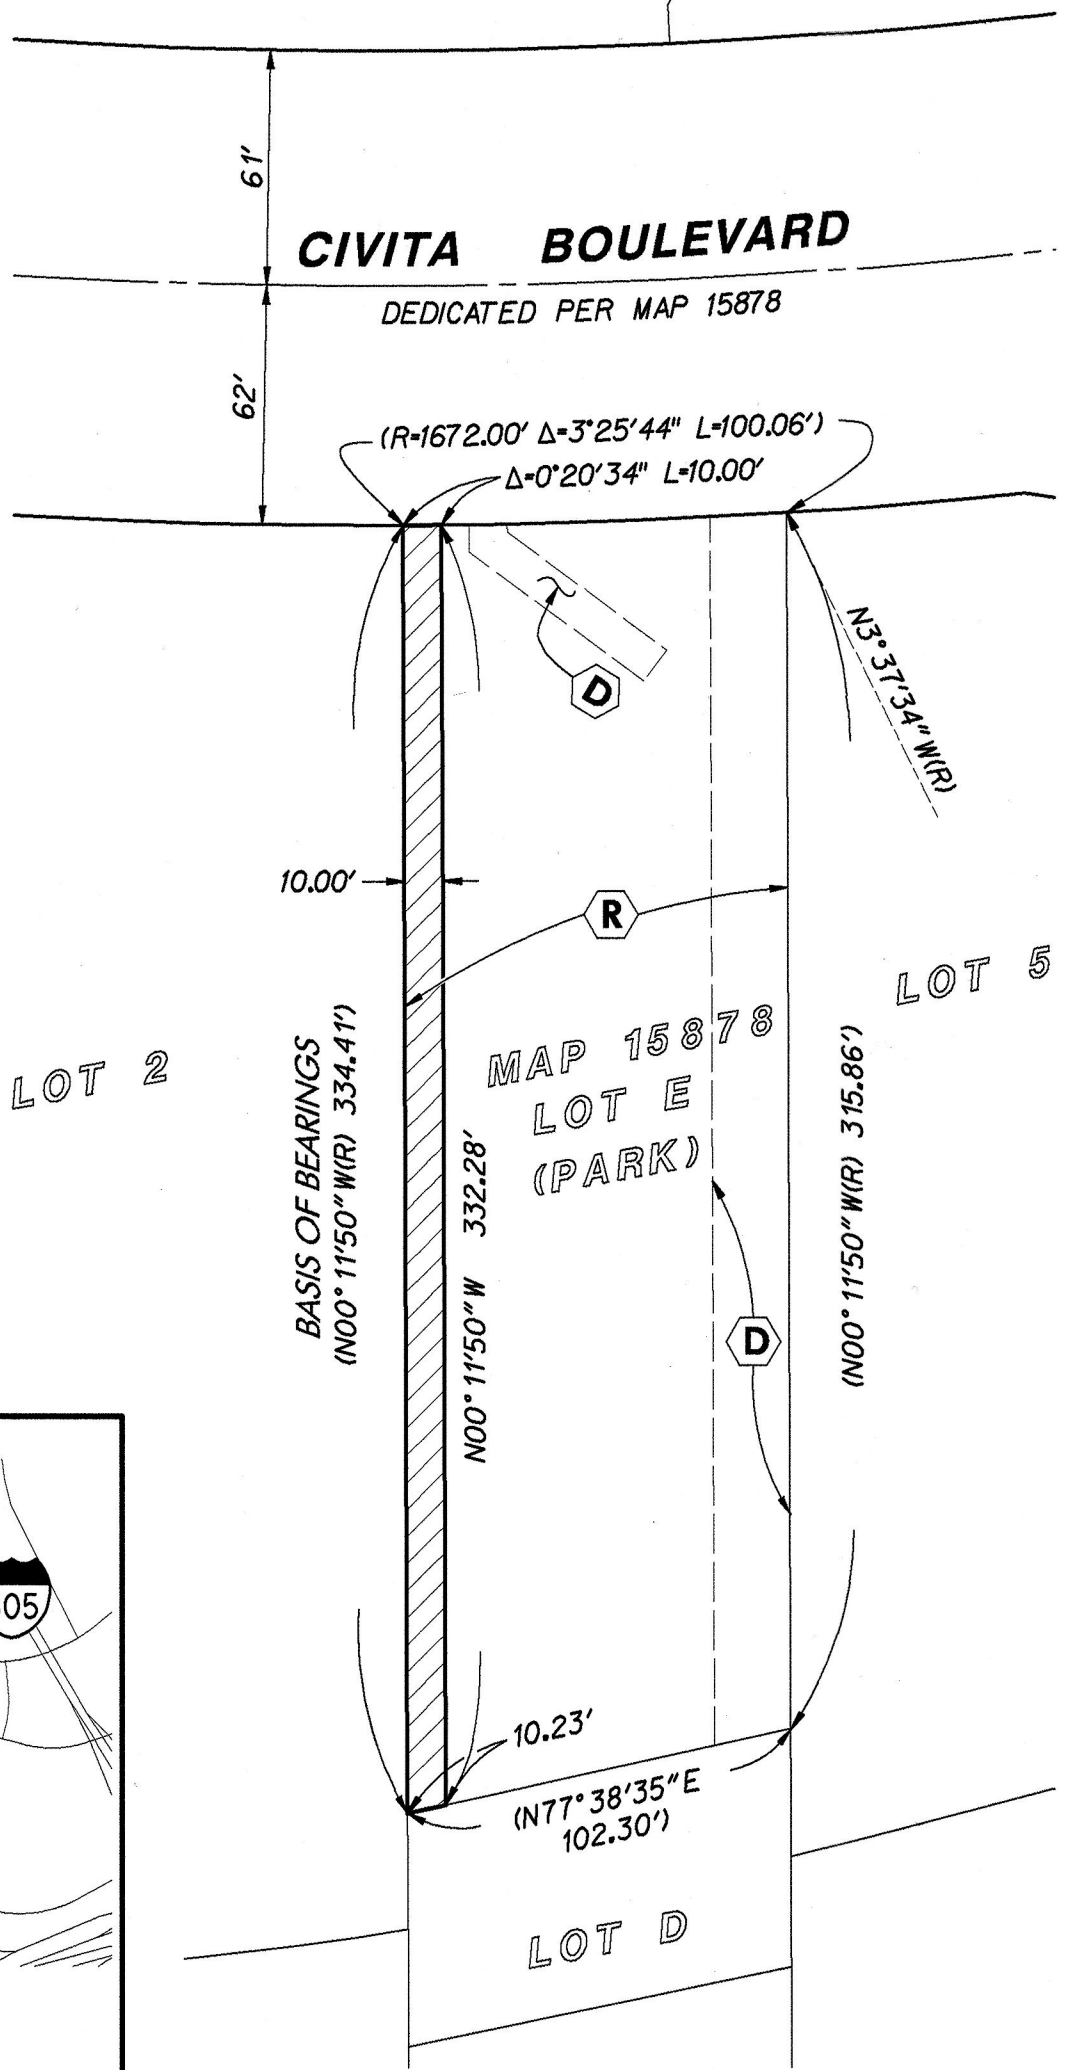 61'
CIVITA BOULEVARD
DEDICATED PER MAP 15878
62'
(R=1672.00' Δ=3°25'44" L=100.06')
Δ=0°20'34" L=10.00'
D
N3°37'34"W(R)
10.00'
R
LOT 5
MAP 15878
LOT E
(PARK)
LOT 2
BASIS OF BEARINGS
(N00°11'50"W(R) 334.41')
N00°11'50"W 332.28'
(N00°11'50"W(R) 315.86')
D
05
10.23'
(N77°38'35"E
102.30')
LOT D